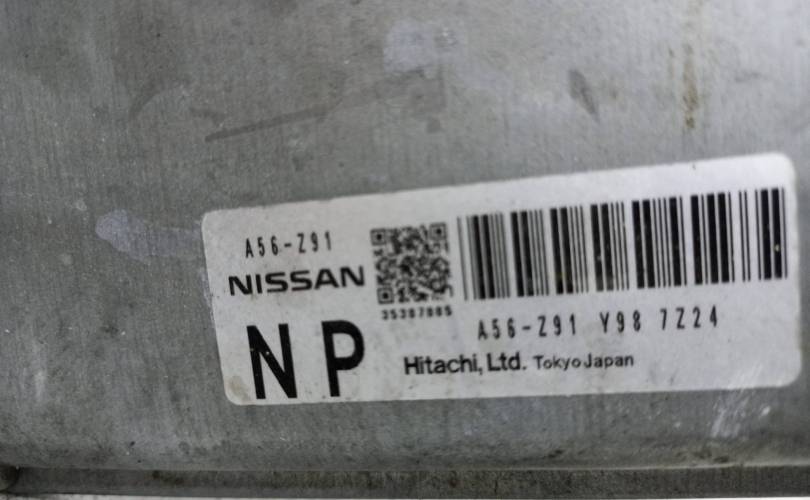 A56-Z91
NISSAN
NP
35387885
A56-Z91 Y98 7Z24
Hitachi, Ltd. Tokyo Japan